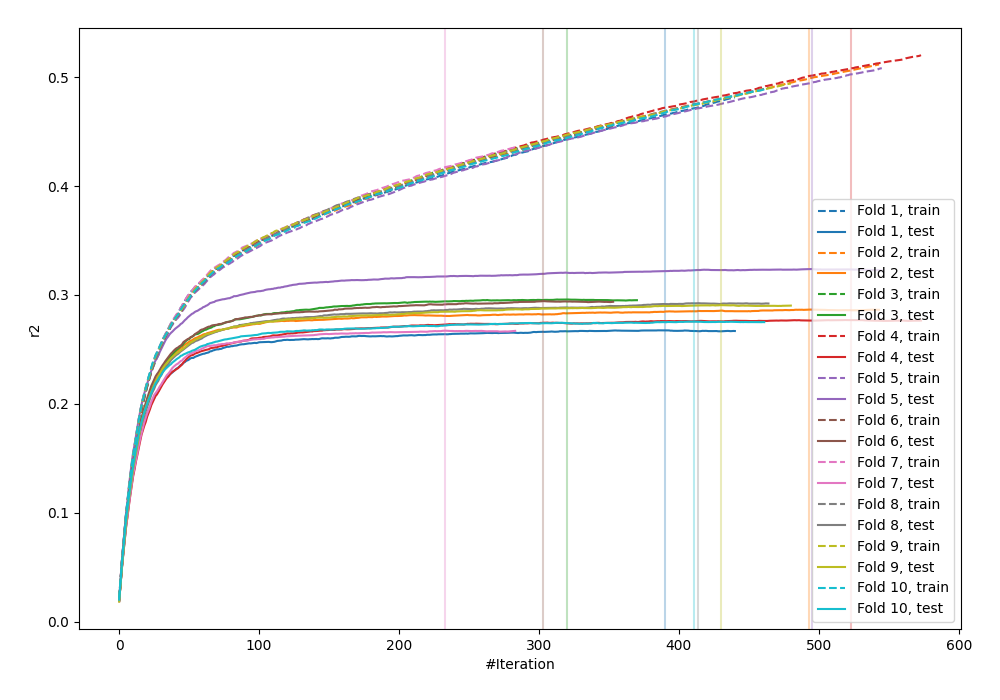 0.5
0.4
0.3
0.2
0.1
0.0
r2
0 100 200 300 400 500 600
#Iteration
Fold 1, train
Fold 1, test
Fold 2, train
Fold 2, test
Fold 3, train
Fold 3, test
Fold 4, train
Fold 4, test
Fold 5, train
Fold 5, test
Fold 6, train
Fold 6, test
Fold 7, train
Fold 7, test
Fold 8, train
Fold 8, test
Fold 9, train
Fold 9, test
Fold 10, train
Fold 10, test